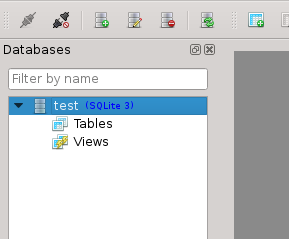 Databases
Filter by name
test (SQLite 3)
Tables
Views